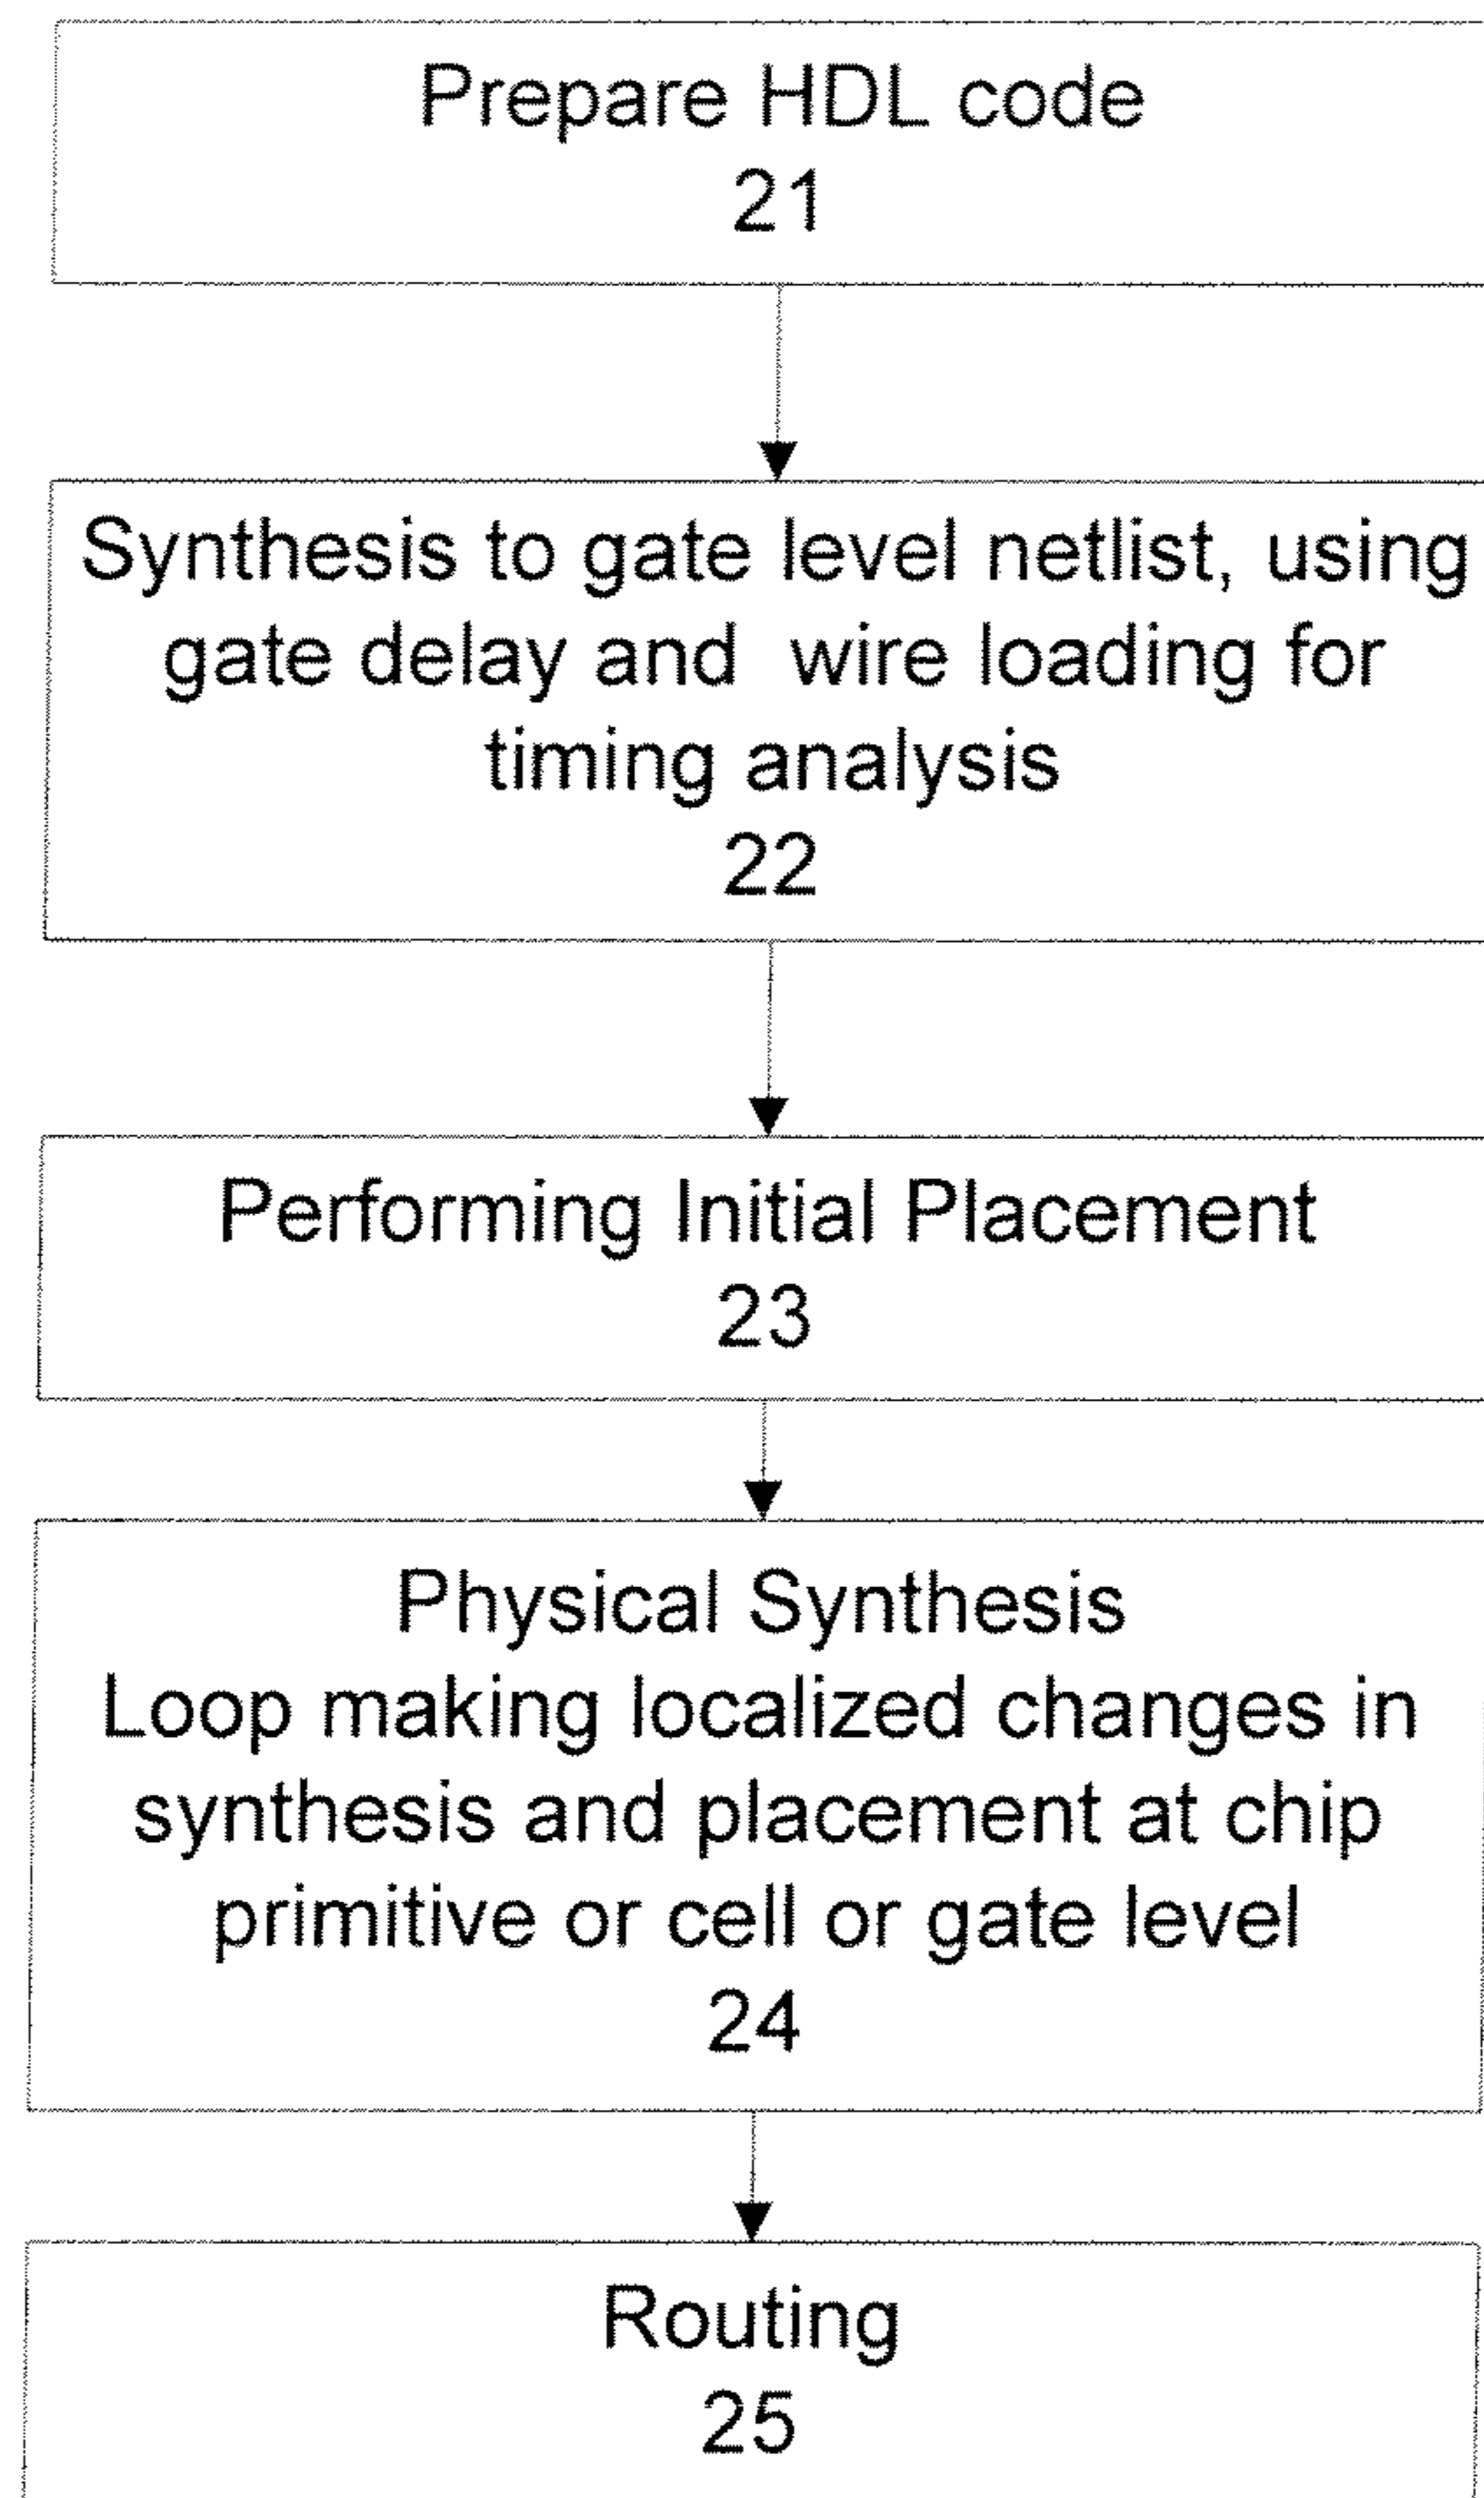 Prepare HDL code
21
Synthesis to gate level netlist, using
gate delay and wire loading for
timing analysis
22
Performing Initial Placement
23
Physical Synthesis
Loop making localized changes in
synthesis and placement at chip
primitive or cell or gate level
24
Routing
25